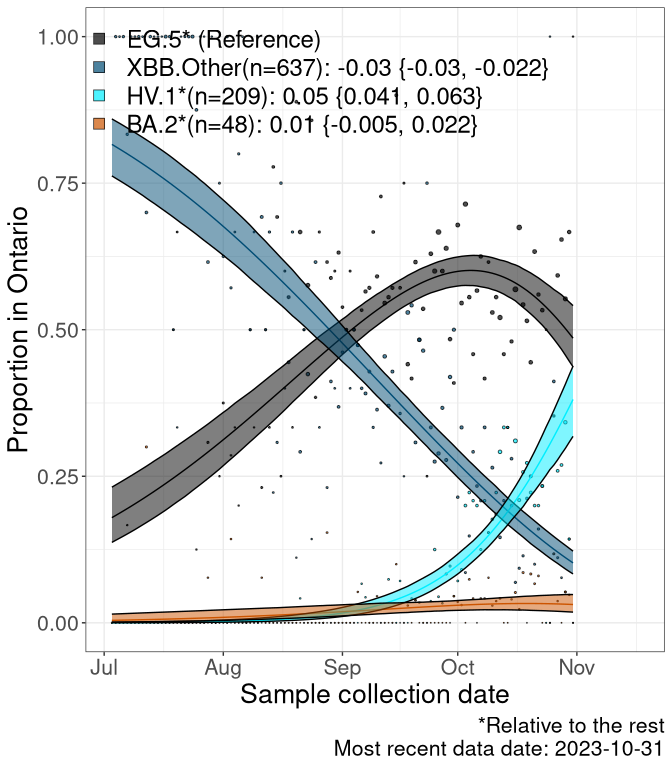 1.00
0.75
0.50
0.25
0.00
Proportion in Ontario
EG.5* (Reference)
XBB.Other(n=637): -0.03 {-0.03, -0.022}
HV.1*(n=209): 0.05 {0.041, 0.063}
BA.2*(n=48): 0.01 {-0.005, 0.022}
Jul Aug Sep Oct Nov
Sample collection date
*Relative to the rest
Most recent data date: 2023-10-31